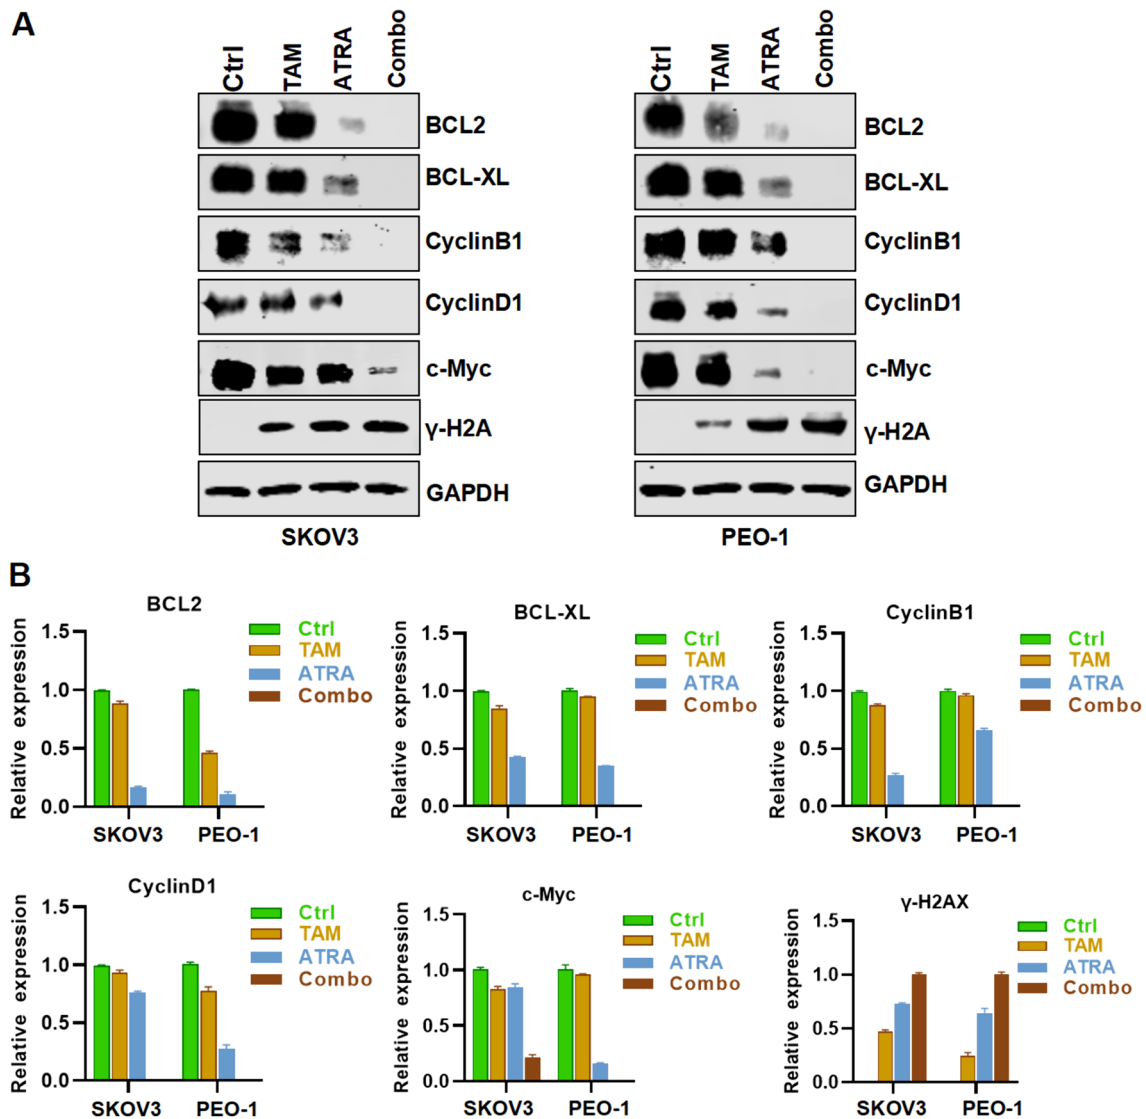 A
Ctrl TAM ATRA Combo
BCL2
BCL-XL
CyclinB1
CyclinD1
c-Myc
γ-H2A
GAPDH
SKOV3
Ctrl TAM ATRA Combo
BCL2
BCL-XL
CyclinB1
CyclinD1
c-Myc
γ-H2A
GAPDH
PEO-1
B
BCL2
Relative expression
1.5
1.0
0.5
0.0
Ctrl
TAM
ATRA
Combo
SKOV3 PEO-1
BCL-XL
Relative expression
1.5
1.0
0.5
0.0
Ctrl
TAM
ATRA
Combo
SKOV3 PEO-1
CyclinB1
Relative expression
1.5
1.0
0.5
0.0
Ctrl
TAM
ATRA
Combo
SKOV3 PEO-1
CyclinD1
Relative expression
1.5
1.0
0.5
0.0
Ctrl
TAM
ATRA
Combo
SKOV3 PEO-1
c-Myc
Relative expression
1.5
1.0
0.5
0.0
Ctrl
TAM
ATRA
Combo
SKOV3 PEO-1
γ-H2AX
Relative expression
1.5
1.0
0.5
0.0
Ctrl
TAM
ATRA
Combo
SKOV3 PEO-1